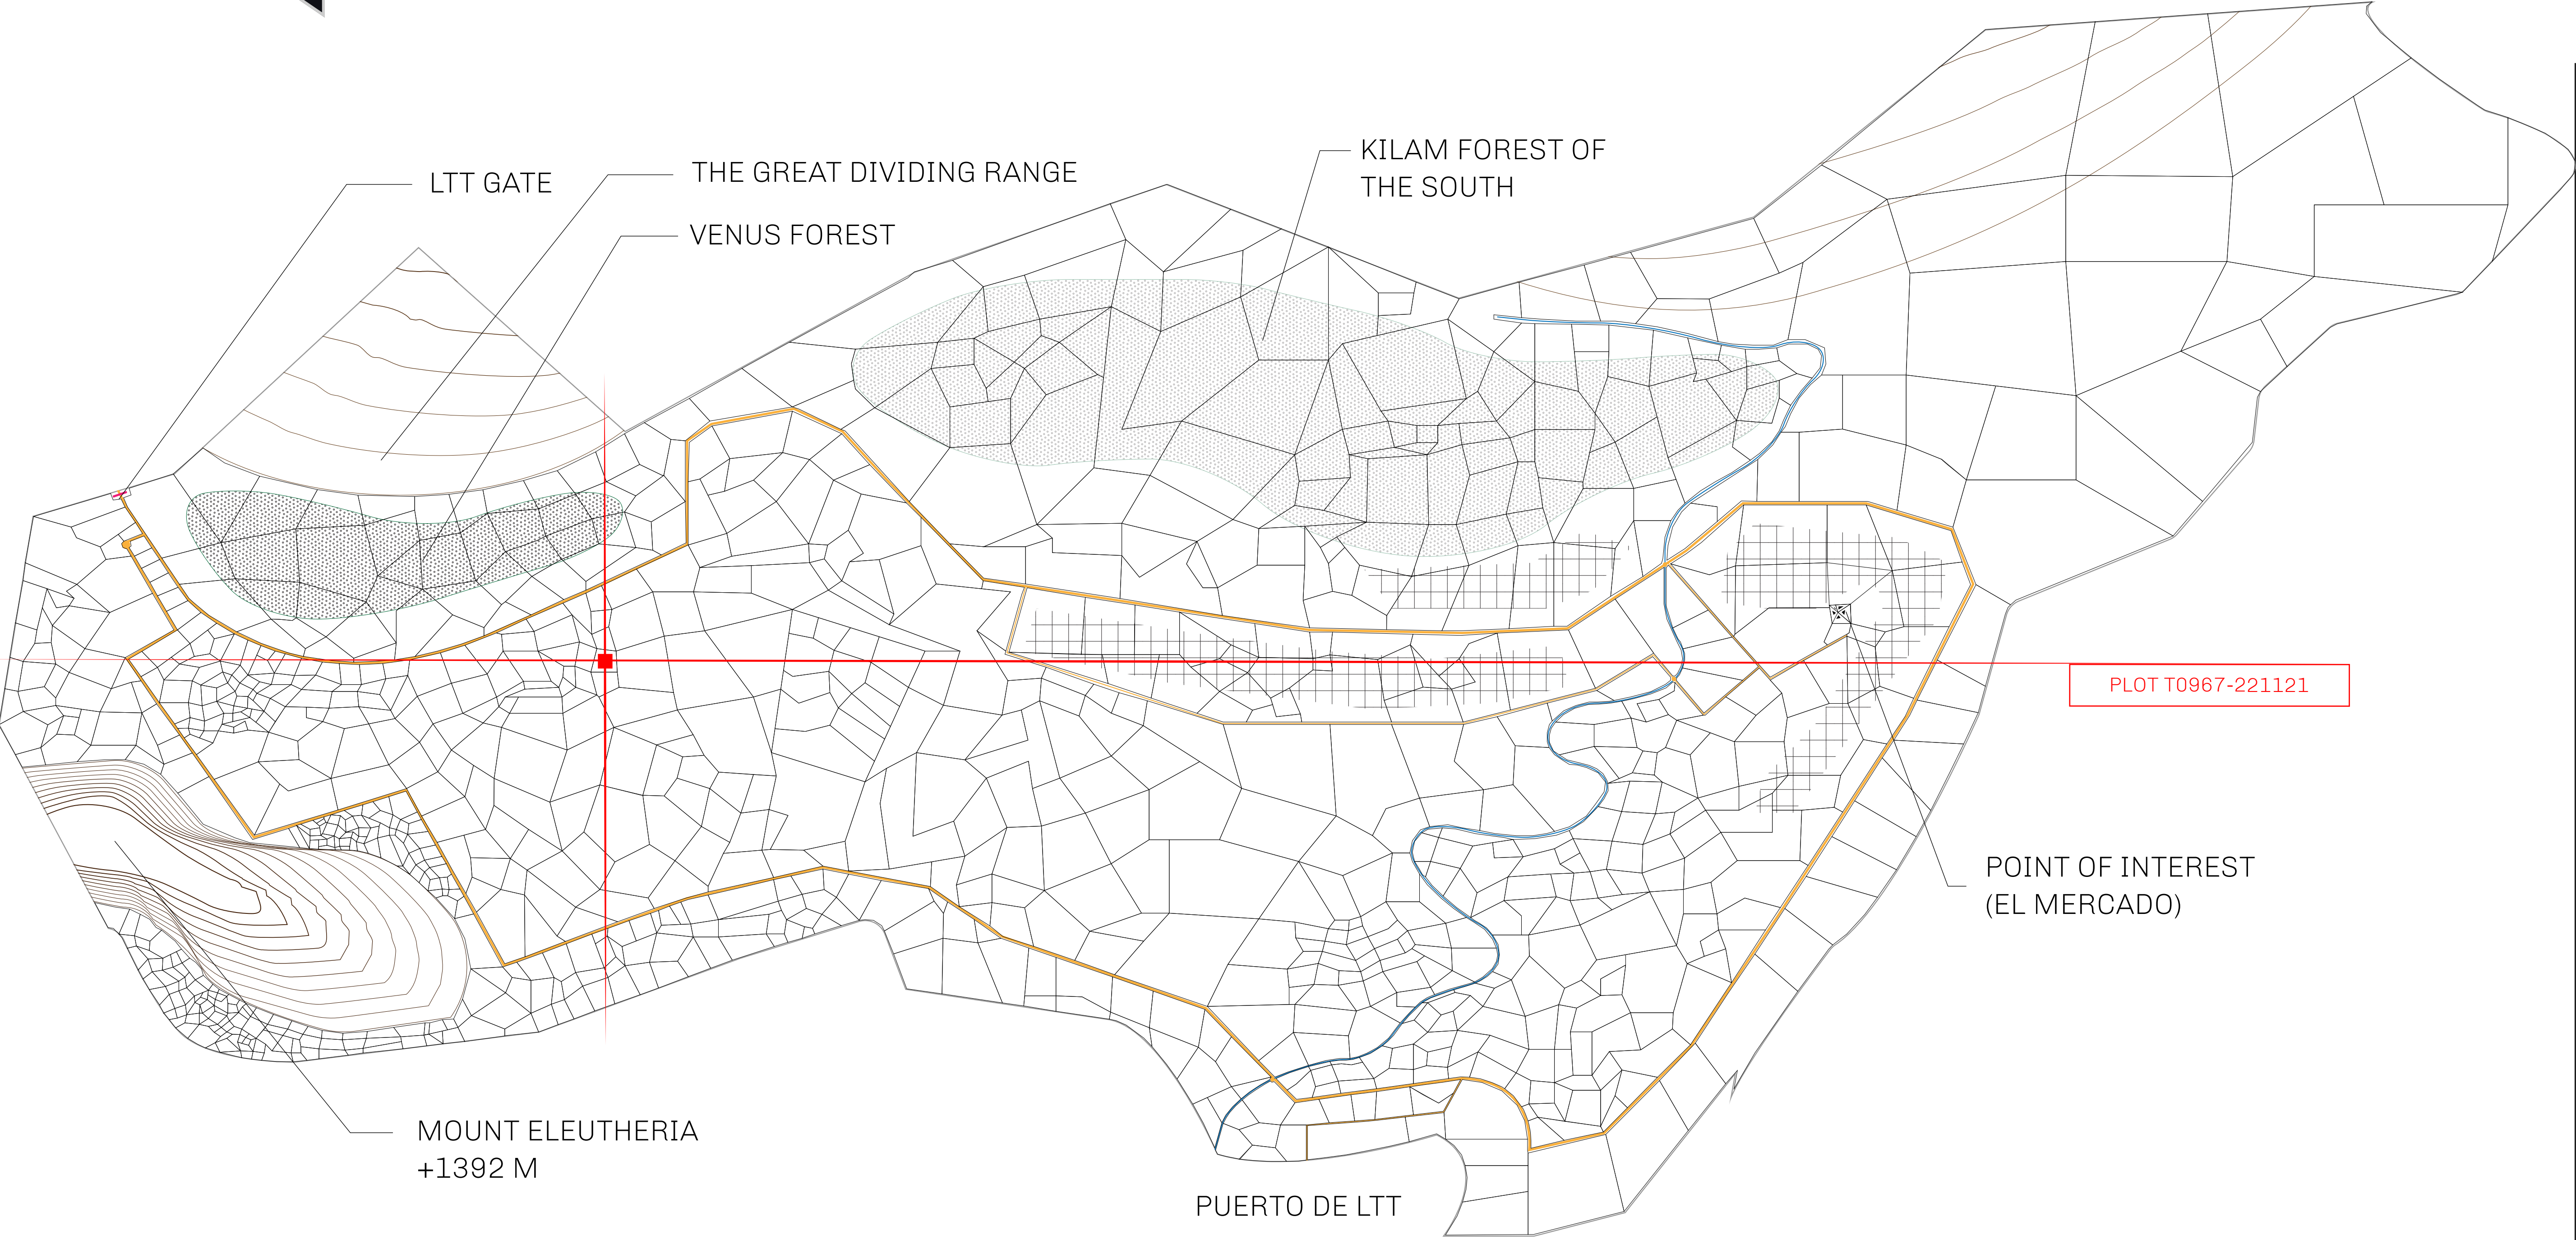 KILAM FOREST OF
THE SOUTH
THE GREAT DIVIDING RANGE
LTT GATE
VENUS FOREST
PLOT T0967-221121
POINT OF INTEREST
(EL MERCADO)
MOUNT ELEUTHERIA
+1392 M
PUERTO DE LTT